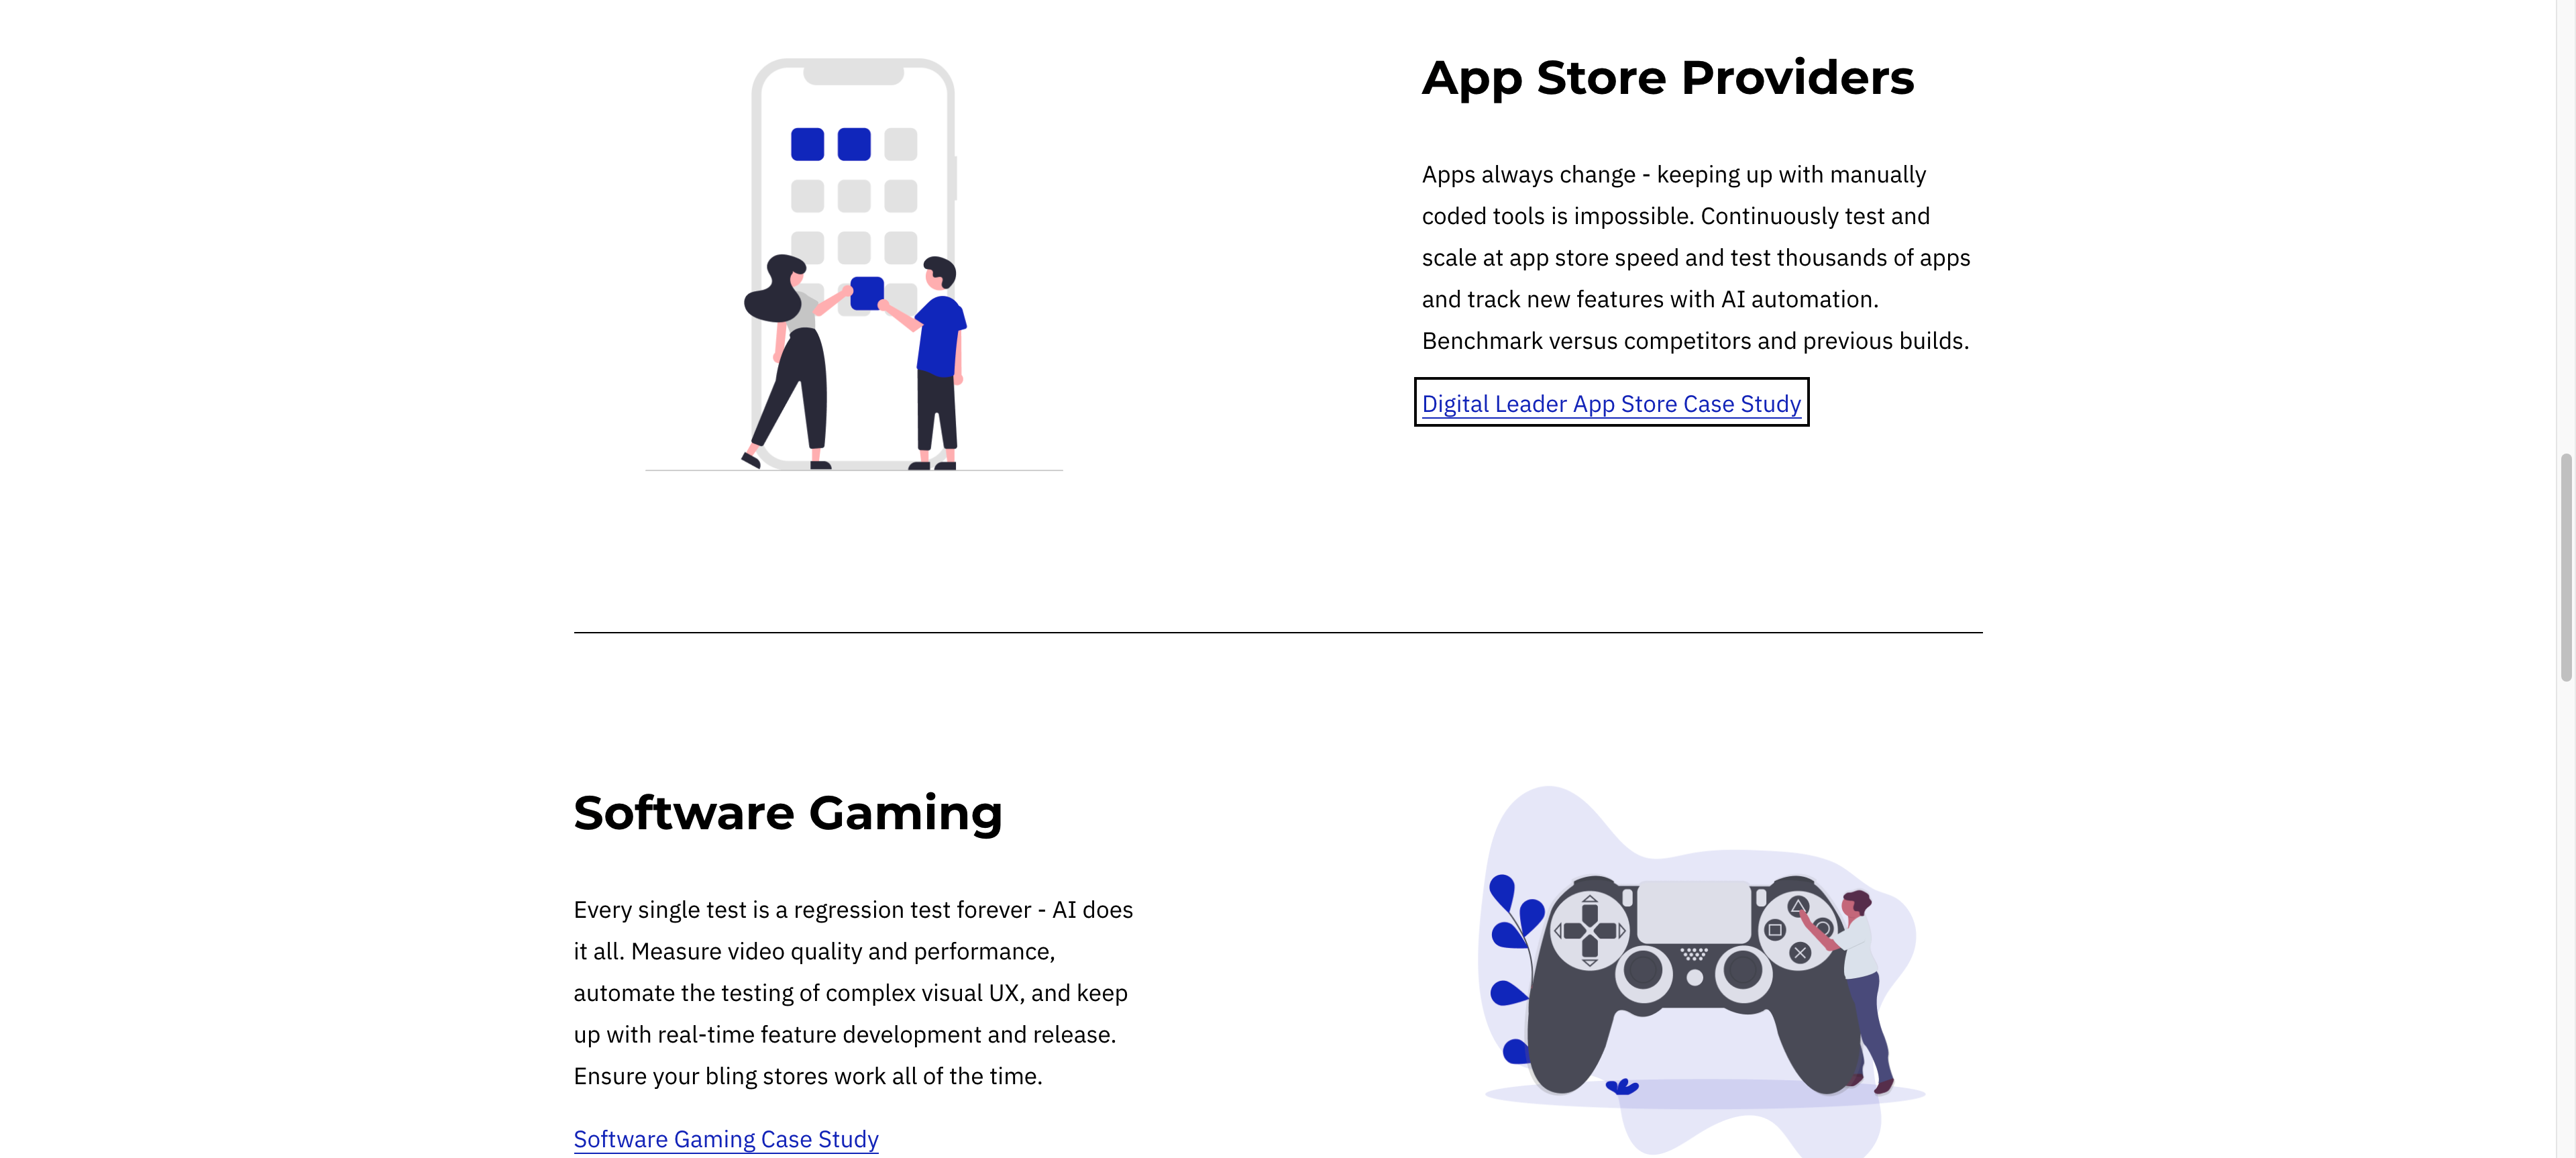 App Store Providers
Apps always change - keeping up with manually
coded tools is impossible. Continuously test and
scale at app store speed and test thousands of apps
and track new features with AI automation.
Benchmark versus competitors and previous builds.
Digital Leader App Store Case Study
Software Gaming
Every single test is a regression test forever - AI does
it all. Measure video quality and performance,
automate the testing of complex visual UX, and keep
up with real-time feature development and release.
Ensure your bling stores work all of the time.
Software Gaming Case Study